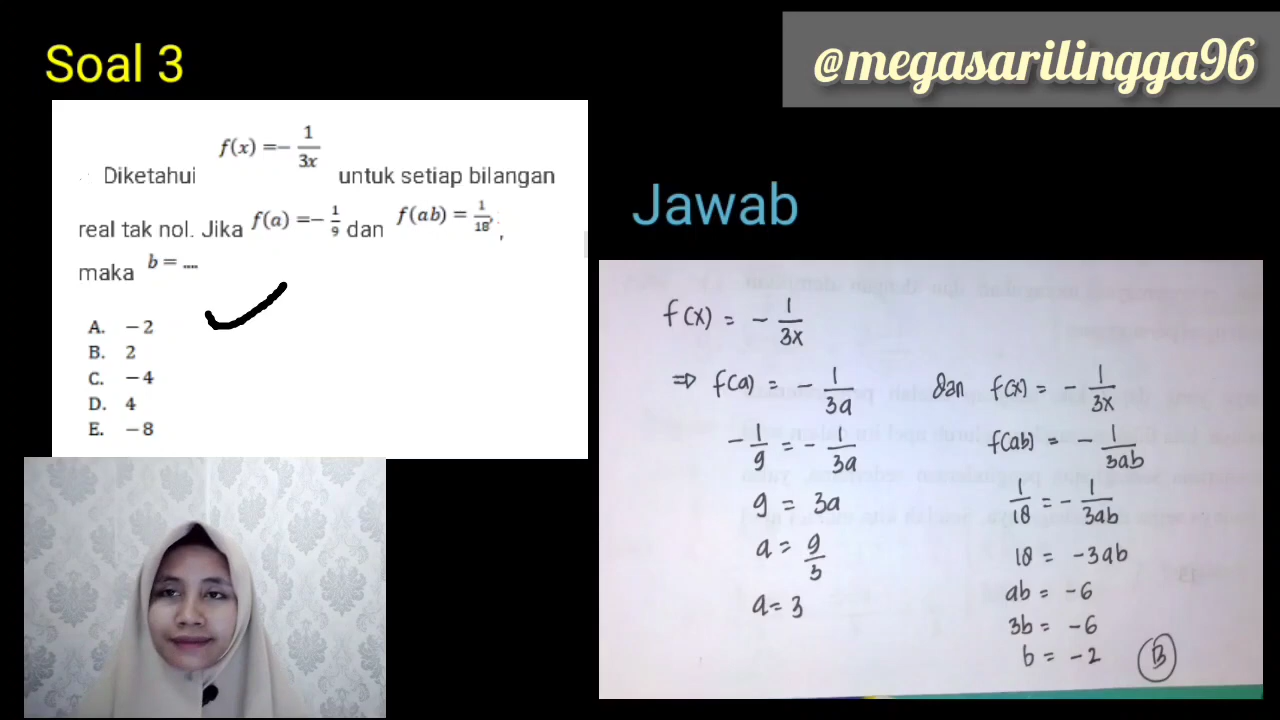 Soal 3
@megasarilingga96
Diketahui f(x) =− 1/3x untuk setiap bilangan
real tak nol. Jika f(a) =− 1/9 dan f(ab) = 1/18,
maka b = ....
A. −2
B. 2
C. −4
D. 4
E. −8
Jawab
f(x) = − 1/3x
⇒ f(a) = − 1/3a
− 1/9 = − 1/3a
9 = 3a
a = 9/3
a = 3
dan f(x) = − 1/3x
f(ab) = − 1/3ab
1/18 = − 1/3ab
18 = −3ab
ab = −6
3b = −6
b = −2
B